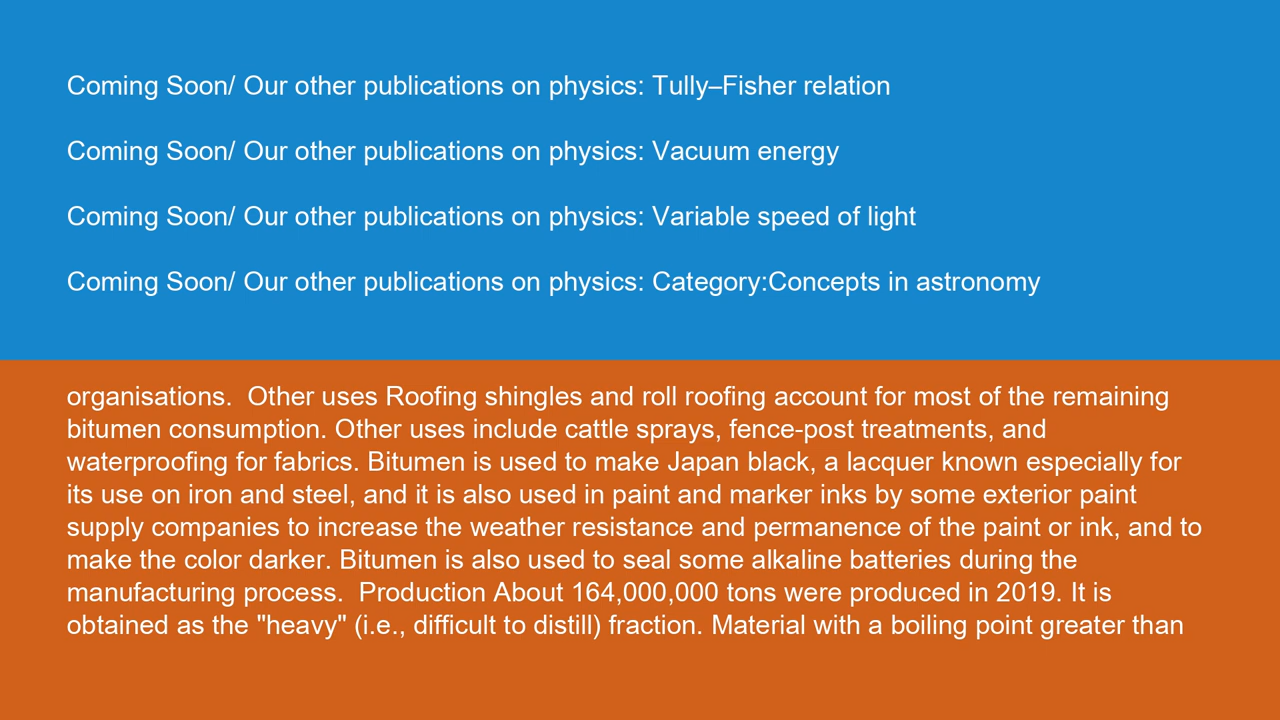 Coming Soon/ Our other publications on physics: Tully–Fisher relation
Coming Soon/ Our other publications on physics: Vacuum energy
Coming Soon/ Our other publications on physics: Variable speed of light
Coming Soon/ Our other publications on physics: Category:Concepts in astronomy
organisations.  Other uses Roofing shingles and roll roofing account for most of the remaining
bitumen consumption. Other uses include cattle sprays, fence-post treatments, and
waterproofing for fabrics. Bitumen is used to make Japan black, a lacquer known especially for
its use on iron and steel, and it is also used in paint and marker inks by some exterior paint
supply companies to increase the weather resistance and permanence of the paint or ink, and to
make the color darker. Bitumen is also used to seal some alkaline batteries during the
manufacturing process.  Production About 164,000,000 tons were produced in 2019. It is
obtained as the "heavy" (i.e., difficult to distill) fraction. Material with a boiling point greater than